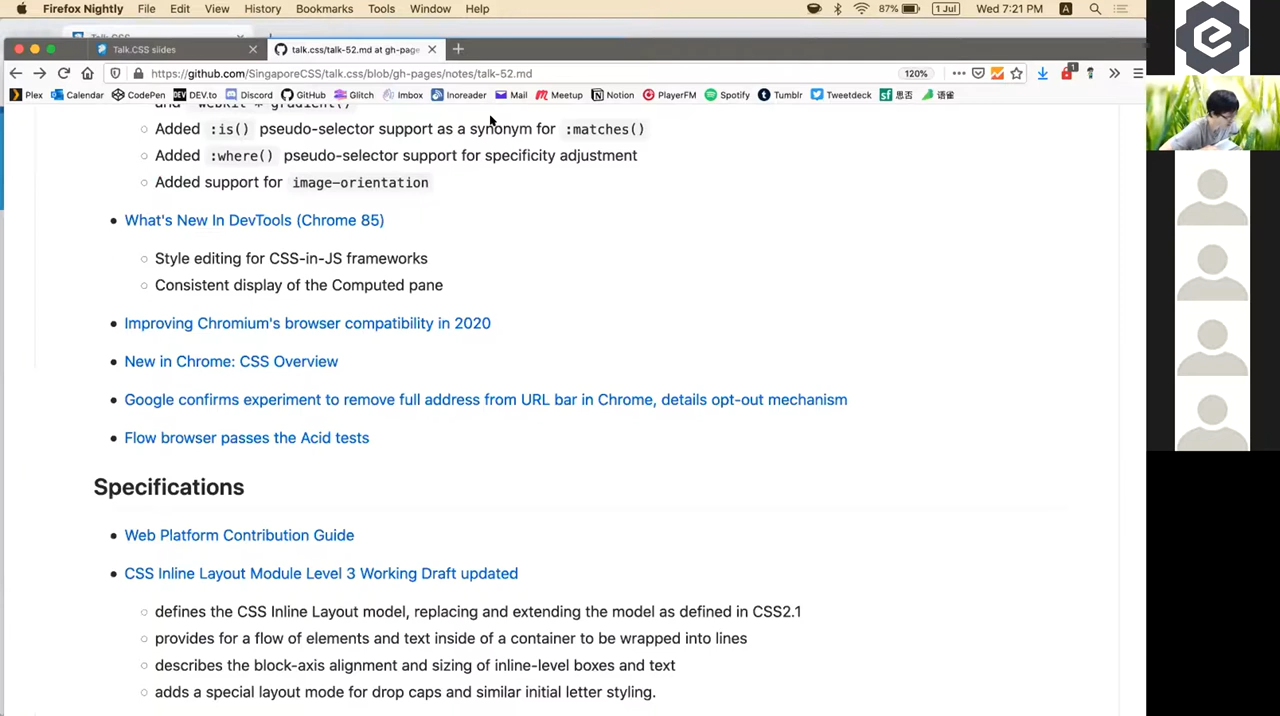 Firefox Nightly File Edit View History Bookmarks Tools Window Help 87% 1 Jul Wed 7:21 PM A
Talk.CSS slides talk.css/talk-52.md at gh-page
https://github.com/SingaporeCSS/talk.css/blob/gh-pages/notes/talk-52.md 120% 1
Plex Calendar CodePen DEV.to Discord GitHub Glitch Imbox Inoreader Mail Meetup Notion PlayerFM Spotify Tumblr Tweetdeck sf 思否 语雀
Added :is() pseudo-selector support as a synonym for :matches()
Added :where() pseudo-selector support for specificity adjustment
Added support for image-orientation
What's New In DevTools (Chrome 85)
Style editing for CSS-in-JS frameworks
Consistent display of the Computed pane
Improving Chromium's browser compatibility in 2020
New in Chrome: CSS Overview
Google confirms experiment to remove full address from URL bar in Chrome, details opt-out mechanism
Flow browser passes the Acid tests
Specifications
Web Platform Contribution Guide
CSS Inline Layout Module Level 3 Working Draft updated
defines the CSS Inline Layout model, replacing and extending the model as defined in CSS2.1
provides for a flow of elements and text inside of a container to be wrapped into lines
describes the block-axis alignment and sizing of inline-level boxes and text
adds a special layout mode for drop caps and similar initial letter styling.